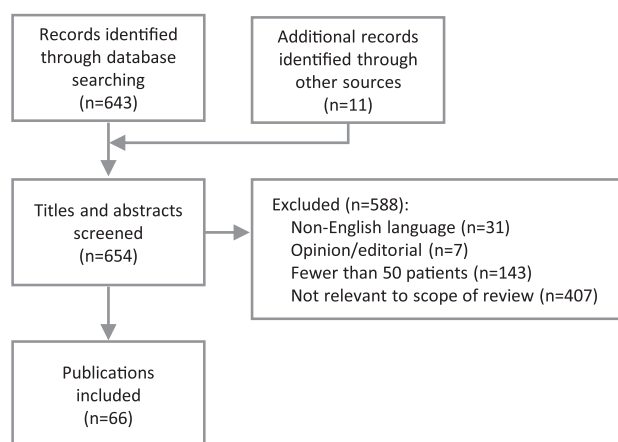 Records identified
through database
searching
(n=643)
Additional records
identified through
other sources
(n=11)
Titles and abstracts
screened
(n=654)
Excluded (n=588):
Non-English language (n=31)
Opinion/editorial (n=7)
Fewer than 50 patients (n=143)
Not relevant to scope of review (n=407)
Publications
included
(n=66)